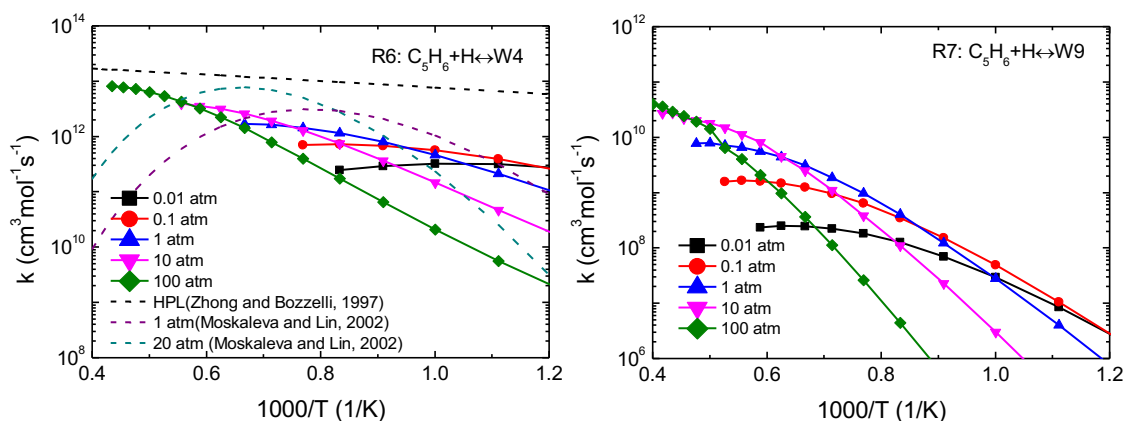 R6: C5H6+H↔W4
k (cm3mol-1s-1)
10^14
10^12
10^10
10^8
0.01 atm
0.1 atm
1 atm
10 atm
100 atm
HPL(Zhong and Bozzelli, 1997)
1 atm(Moskaleva and Lin, 2002)
20 atm (Moskaleva and Lin, 2002)
0.4 0.6 0.8 1.0 1.2
1000/T (1/K)
R7: C5H6+H↔W9
k (cm3mol-1s-1)
10^12
10^10
10^8
10^6
0.01 atm
0.1 atm
1 atm
10 atm
100 atm
0.4 0.6 0.8 1.0 1.2
1000/T (1/K)